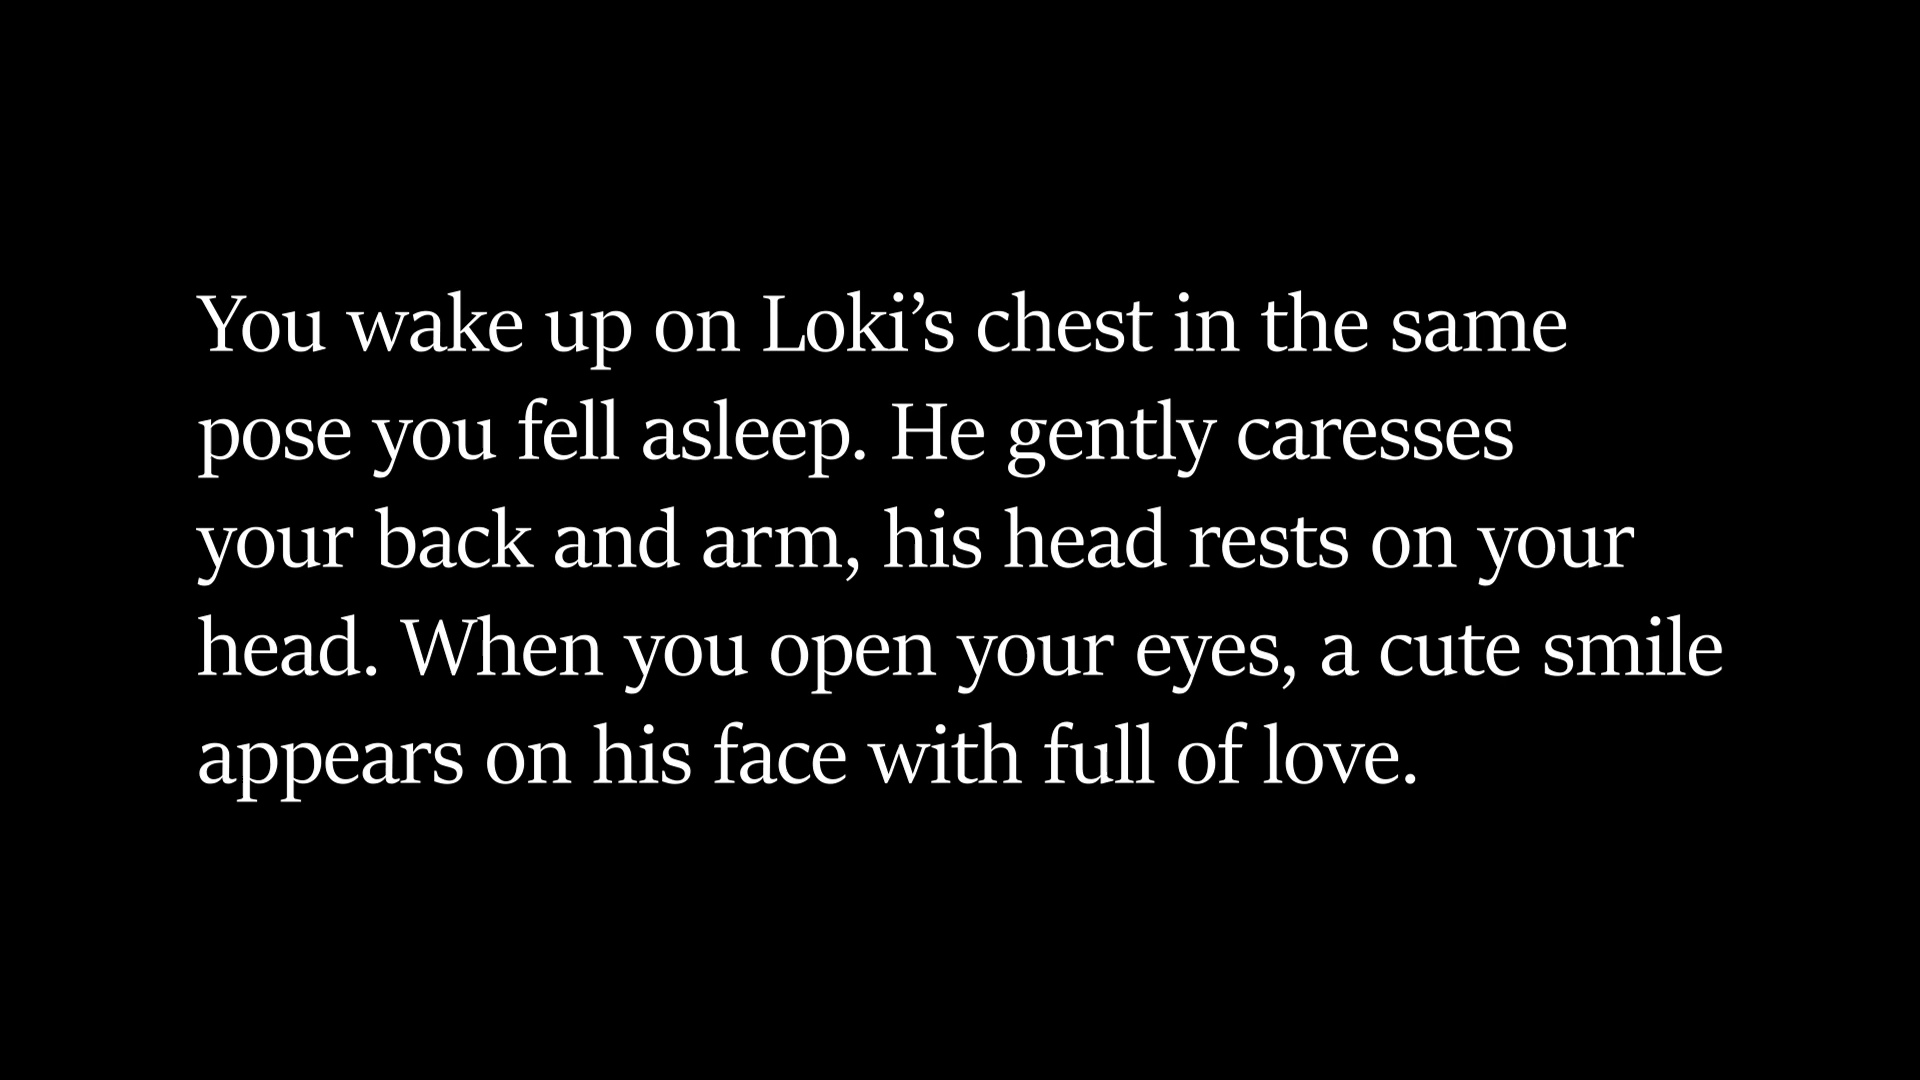 You wake up on Loki’s chest in the same
pose you fell asleep. He gently caresses
your back and arm, his head rests on your
head. When you open your eyes, a cute smile
appears on his face with full of love.